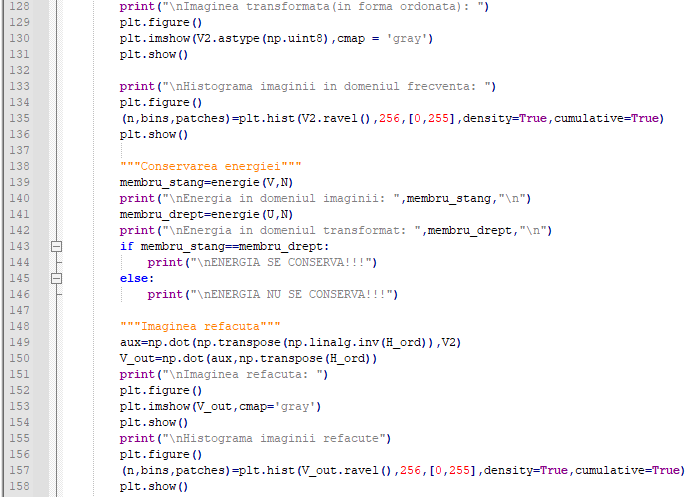 128 print("\nImaginea transformata(in forma ordonata): ")
129 plt.figure()
130 plt.imshow(V2.astype(np.uint8),cmap = 'gray')
131 plt.show()
132
133 print("\nHistograma imaginii in domeniul frecventa: ")
134 plt.figure()
135 (n,bins,patches)=plt.hist(V2.ravel(),256,[0,255],density=True,cumulative=True)
136 plt.show()
137
138 """Conservarea energiei"""
139 membru_stang=energie(V,N)
140 print("\nEnergia in domeniul imaginii: ",membru_stang,"\n")
141 membru_drept=energie(U,N)
142 print("\nEnergia in domeniul transformat: ",membru_drept,"\n")
143 if membru_stang==membru_drept:
144     print("\nENERGIA SE CONSERVA!!!")
145 else:
146     print("\nENERGIA NU SE CONSERVA!!!")
147
148 """Imaginea refacuta"""
149 aux=np.dot(np.transpose(np.linalg.inv(H_ord)),V2)
150 V_out=np.dot(aux,np.transpose(H_ord))
151 print("\nImaginea refacuta: ")
152 plt.figure()
153 plt.imshow(V_out,cmap='gray')
154 plt.show()
155 print("\nHistograma imaginii refacute")
156 plt.figure()
157 (n,bins,patches)=plt.hist(V_out.ravel(),256,[0,255],density=True,cumulative=True)
158 plt.show()